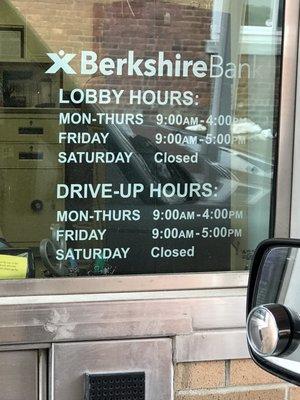 BerkshireBank
LOBBY HOURS:
MON-THURS 9:00AM-4:00PM
FRIDAY 9:00AM-5:00PM
SATURDAY Closed
DRIVE-UP HOURS:
MON-THURS 9:00AM-4:00PM
FRIDAY 9:00AM-5:00PM
SATURDAY Closed